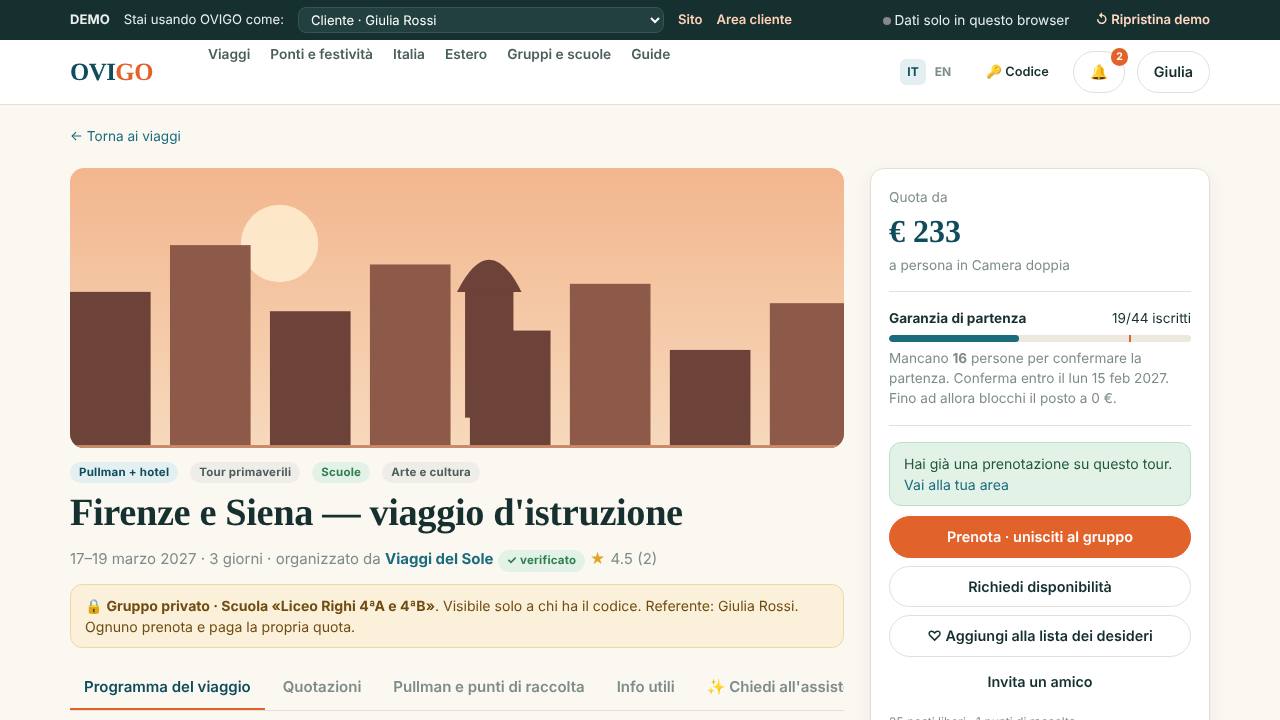 DEMO Stai usando OVIGO come: Cliente · Giulia Rossi Sito Area cliente Dati solo in questo browser Ripristina demo
OVIGO Viaggi Ponti e festività Italia Estero Gruppi e scuole Guide IT EN Codice 2 Giulia
← Torna ai viaggi
Pullman + hotel Tour primaverili Scuole Arte e cultura
Firenze e Siena — viaggio d'istruzione
17–19 marzo 2027 · 3 giorni · organizzato da Viaggi del Sole ✓ verificato ★ 4.5 (2)
Gruppo privato · Scuola «Liceo Righi 4ªA e 4ªB». Visibile solo a chi ha il codice. Referente: Giulia Rossi.
Ognuno prenota e paga la propria quota.
Programma del viaggio Quotazioni Pullman e punti di raccolta Info utili ✨ Chiedi all'assist
Quota da
€ 233
a persona in Camera doppia
Garanzia di partenza 19/44 iscritti
Mancano 16 persone per confermare la
partenza. Conferma entro il lun 15 feb 2027.
Fino ad allora blocchi il posto a 0 €.
Hai già una prenotazione su questo tour.
Vai alla tua area
Prenota · unisciti al gruppo
Richiedi disponibilità
♡ Aggiungi alla lista dei desideri
Invita un amico